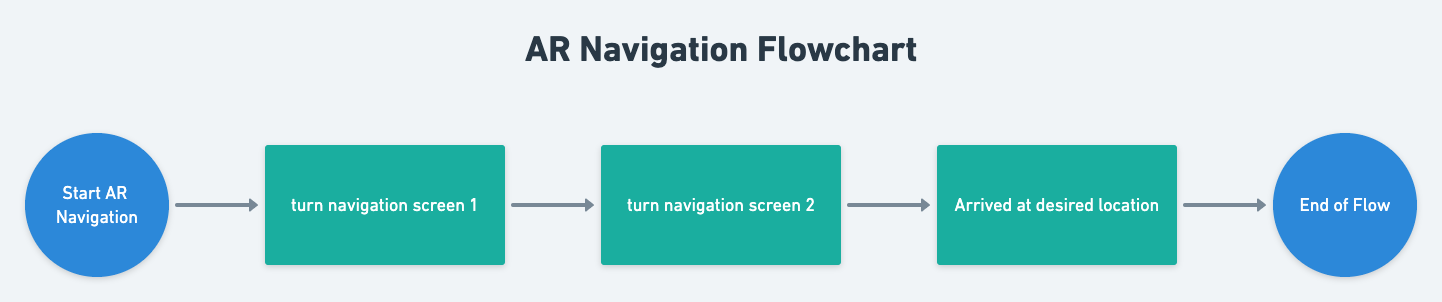 AR Navigation Flowchart
Start AR
Navigation
turn navigation screen 1
turn navigation screen 2
Arrived at desired location
End of Flow